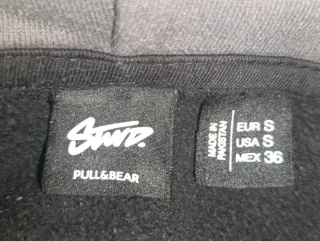 STWD.
PULL&BEAR
MADE IN
PAKISTAN
EUR S
USA S
MEX 36